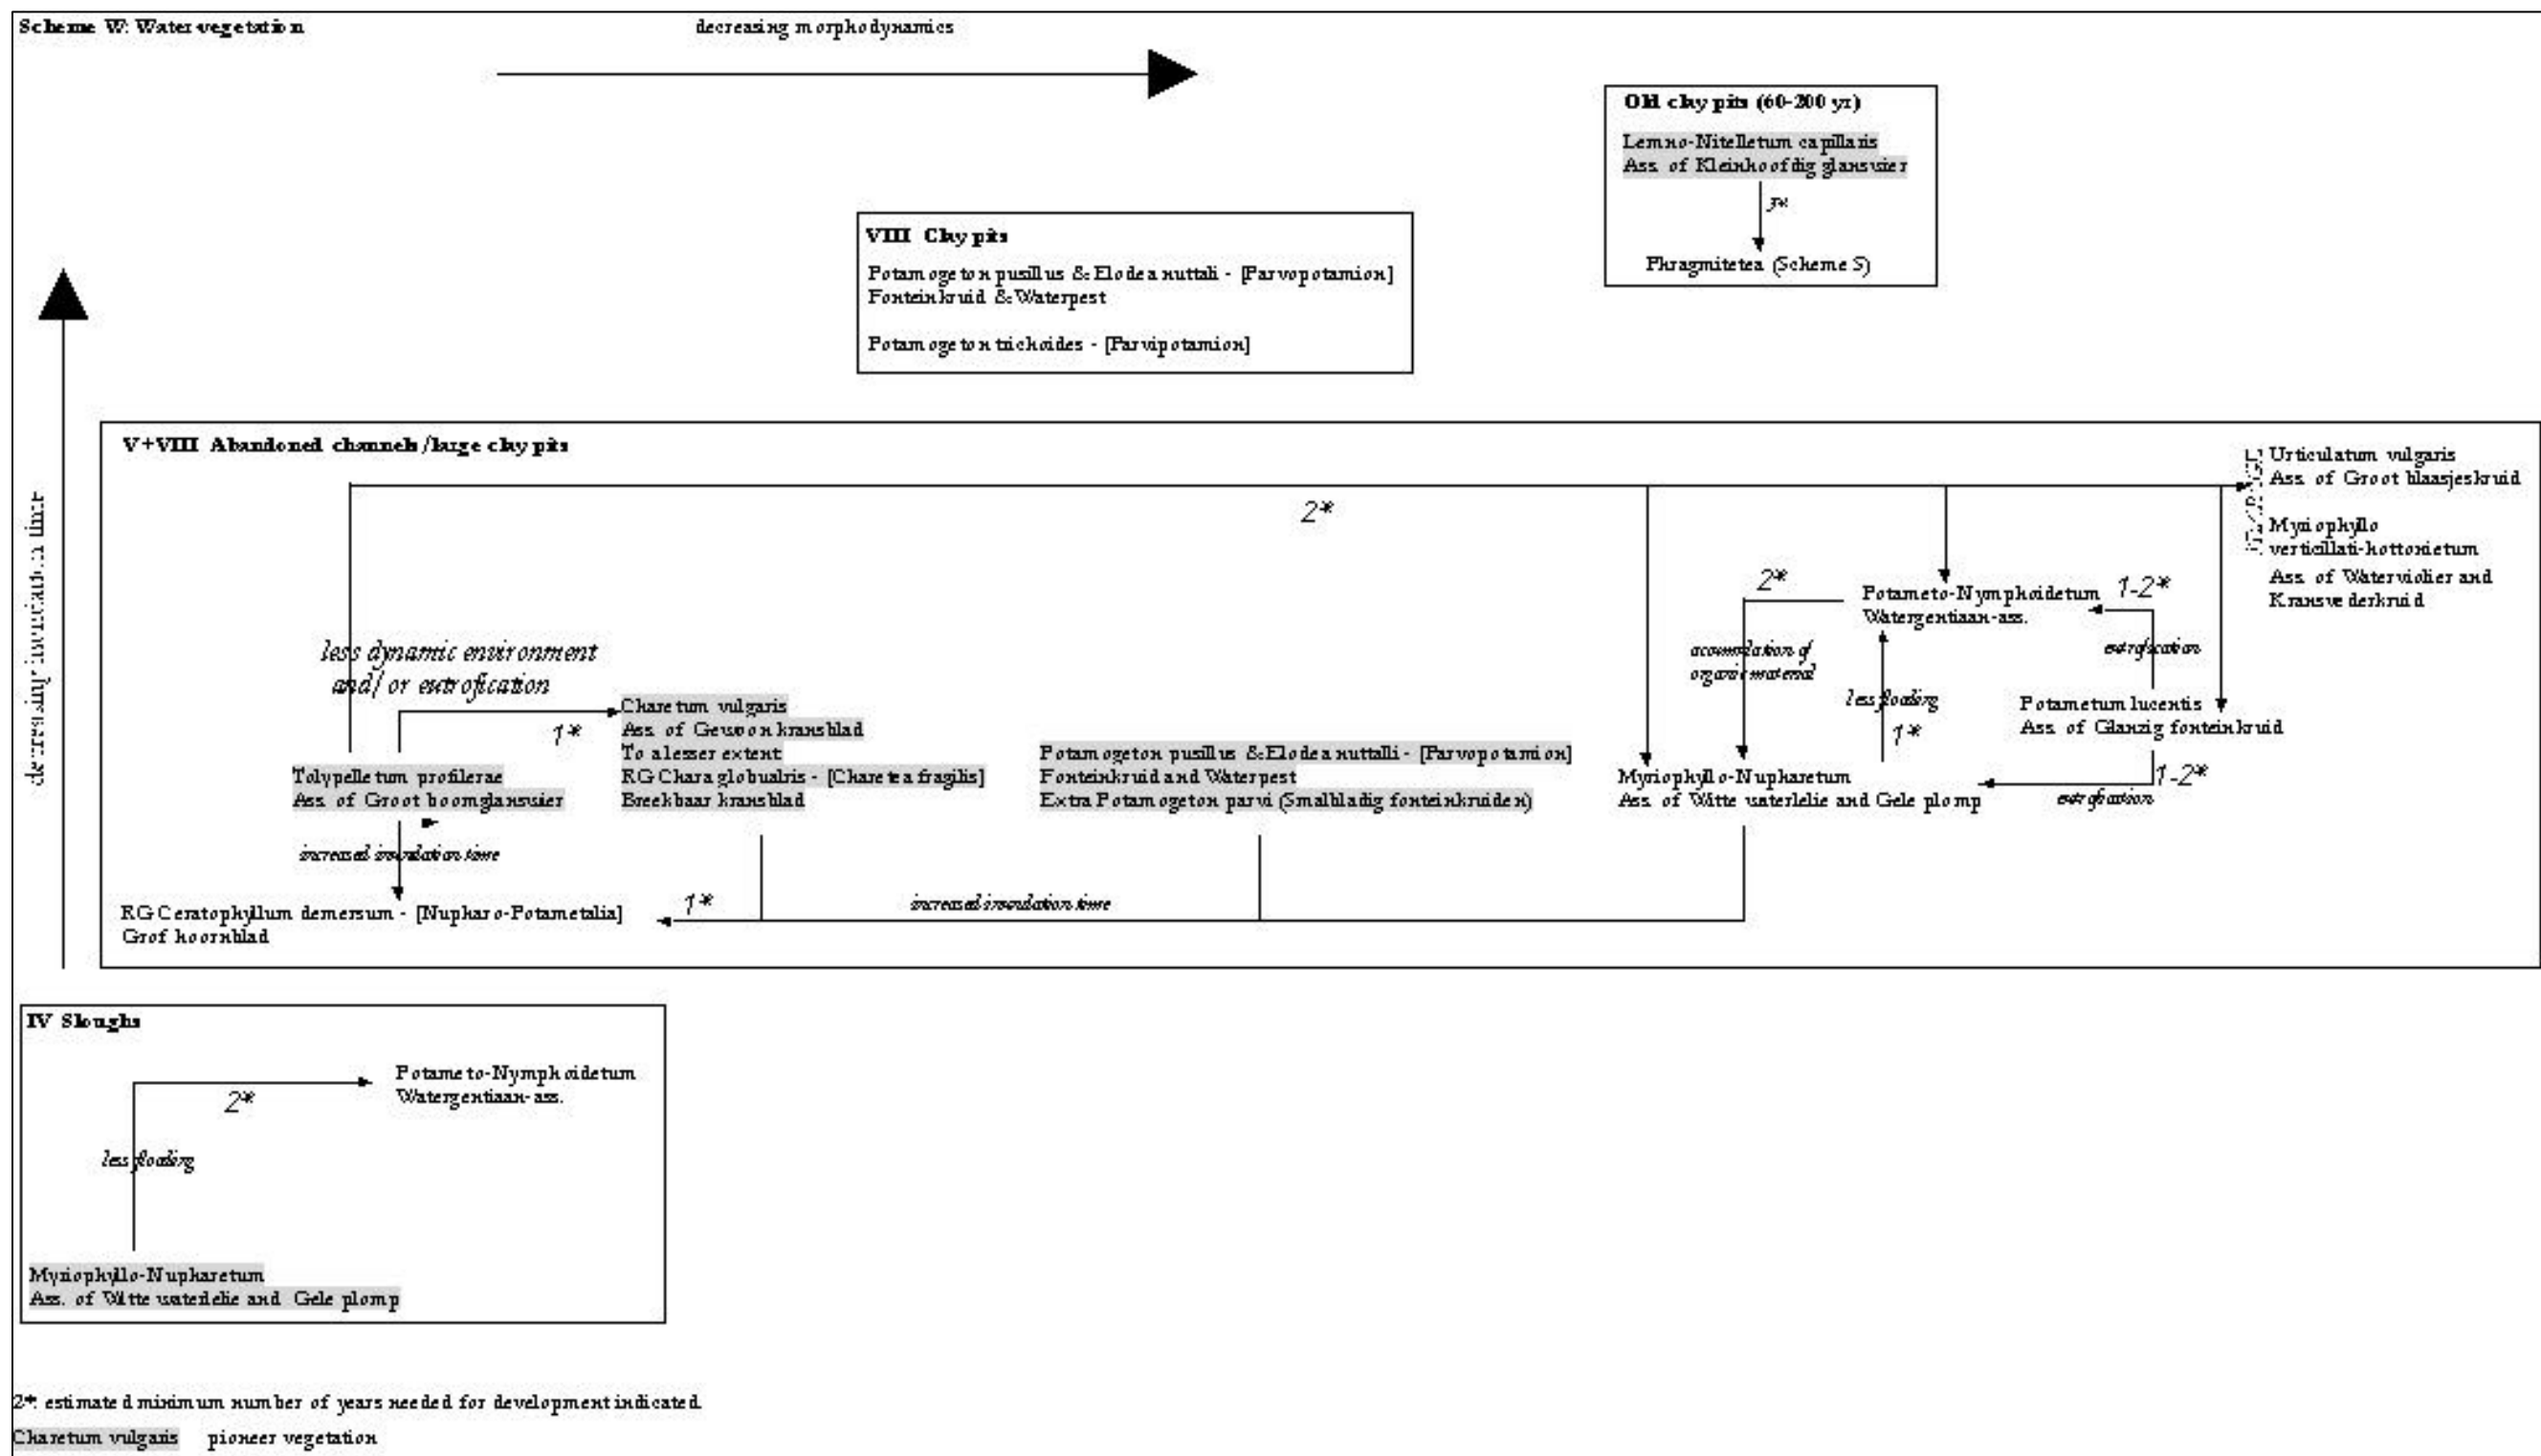 Scheme W: Water vegetation
decreasing morphodynamics
Old clay pits (60-200 yr)
Lemno-Nitelletum capillaris
Ass. of Kleinhoofdig glanswier
3*
Phragmitetea (Scheme S)
VIII Clay pits
Potamogeton pusillus & Elodea nuttali - [Parvopotamion]
Fonteinkruid & Waterpest
Potamogeton trichoides - [Parvipotamion]
decreasing inundation time
V+VIII Abandoned channels/large clay pits
Urticulatum vulgaris
Ass. of Groot blaasjeskruid
2*
Myriophyllo
verticillati-hottonietum
Ass. of Waterviolier and
Kransvederkruid
2*
Potameto-Nymphoidetum
Watergentiaan-ass.
1-2*
less dynamic environment
and/ or eutrofication
acumulation of
organic material
eutrofication
less flooding
1*
1*
Charetum vulgaris
Ass. of Gewoon kransblad
To a lesser extent
RG Chara globualris - [Charetea fragilis]
Breekbaar kransblad
Potametum lucentis
Ass. of Glanzig fonteinkruid
Tolypelletum profilerae
Ass. of Groot boomglanswier
Potamogeton pusillus & Elodea nuttalli - [Parvopotamion]
Fonteinkruid and Waterpest
Extra Potamogeton parvi (Smalbladig fonteinkruiden)
Myriophyllo-Nupharetum
Ass. of Witte waterlelie and Gele plomp
1-2*
eutrofication
increased inundation time
RG Ceratophyllum demersum - [Nupharo-Potametalia]
Grof hoornblad
1*
increased inundation time
IV Sloughs
Potameto-Nymphoidetum
Watergentiaan-ass.
2*
less flooding
Myriophyllo-Nupharetum
Ass. of Witte waterlelie and Gele plomp
2*: estimated minimum number of years needed for development indicated.
Charetum vulgaris pioneer vegetation